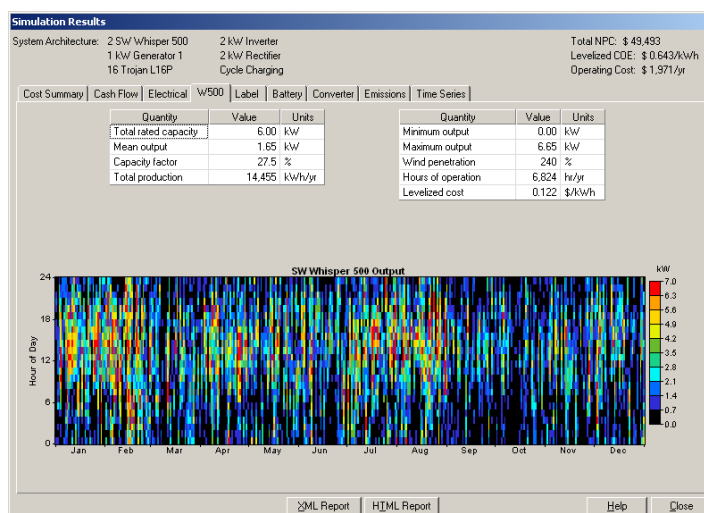 Simulation Results
System Architecture: 2 SW Whisper 500 2 kW Inverter Total NPC: $ 49,493
1 kW Generator 1 2 kW Rectifier Levelized COE: $ 0.643/kWh
16 Trojan L16P Cycle Charging Operating Cost: $ 1,971/yr
Cost Summary Cash Flow Electrical W500 Label Battery Converter Emissions Time Series
Quantity Value Units
Total rated capacity 6.00 kW
Mean output 1.65 kW
Capacity factor 27.5 %
Total production 14,455 kWh/yr
Quantity Value Units
Minimum output 0.00 kW
Maximum output 6.65 kW
Wind penetration 240 %
Hours of operation 6,824 hr/yr
Levelized cost 0.122 $/kWh
SW Whisper 500 Output
Hour of Day
24
18
12
6
0
Jan Feb Mar Apr May Jun Jul Aug Sep Oct Nov Dec
kW
7.0
6.3
5.6
4.9
4.2
3.5
2.8
2.1
1.4
0.7
0.0
XML Report HTML Report Help Close